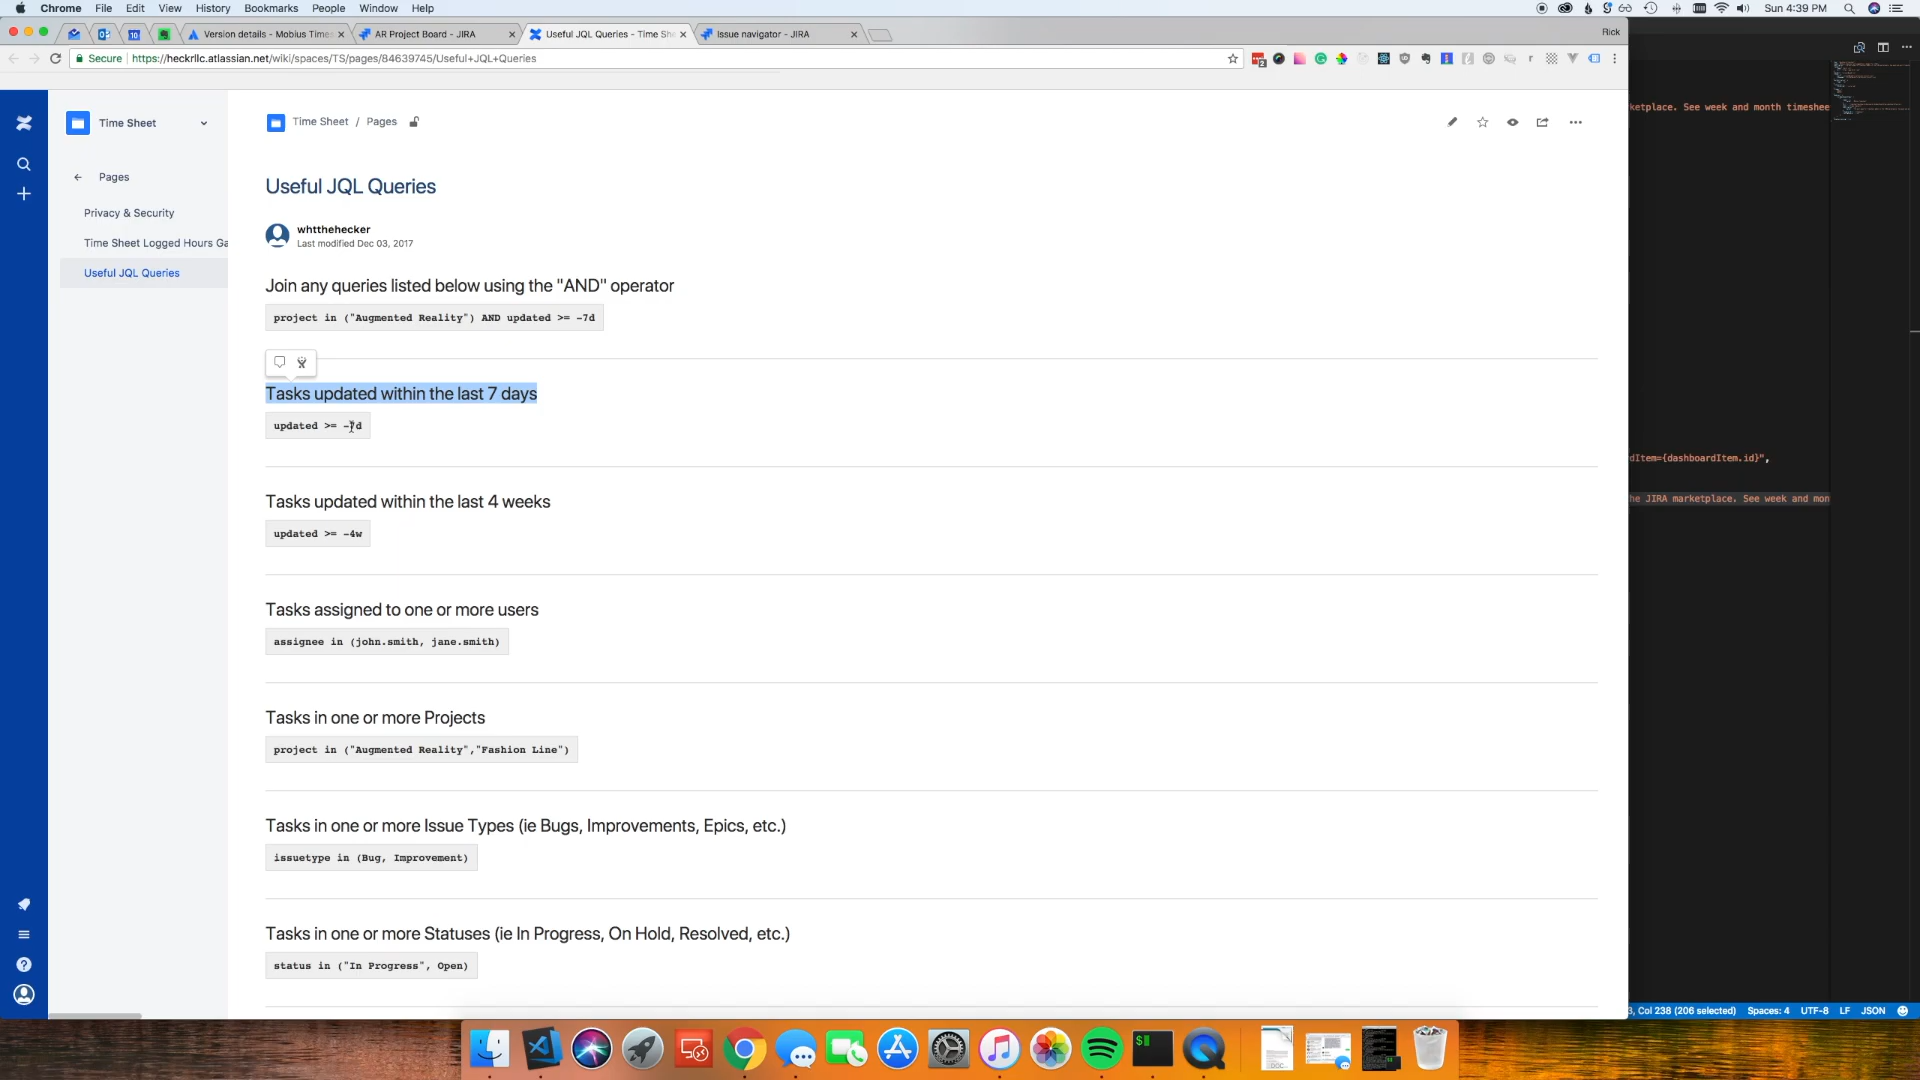 Chrome File Edit View History Bookmarks People Window Help
Sun 4:39 PM
Version details - Mobius Times
AR Project Board - JIRA
Useful JQL Queries - Time She
Issue navigator - JIRA
Rick
Secure https://heckrllc.atlassian.net/wiki/spaces/TS/pages/84639745/Useful+JQL+Queries
Time Sheet
Pages
Privacy & Security
Time Sheet Logged Hours Ga
Useful JQL Queries
Time Sheet / Pages
Useful JQL Queries
whtthehecker
Last modified Dec 03, 2017
Join any queries listed below using the "AND" operator
project in ("Augmented Reality") AND updated >= -7d
Tasks updated within the last 7 days
updated >= -7d
Tasks updated within the last 4 weeks
updated >= -4w
Tasks assigned to one or more users
assignee in (john.smith, jane.smith)
Tasks in one or more Projects
project in ("Augmented Reality","Fashion Line")
Tasks in one or more Issue Types (ie Bugs, Improvements, Epics, etc.)
issuetype in (Bug, Improvement)
Tasks in one or more Statuses (ie In Progress, On Hold, Resolved, etc.)
status in ("In Progress", Open)
ketplace. See week and month timeshee
dItem={dashboardItem.id}",
he JIRA marketplace. See week and mon
3, Col 238 (206 selected) Spaces: 4 UTF-8 LF JSON